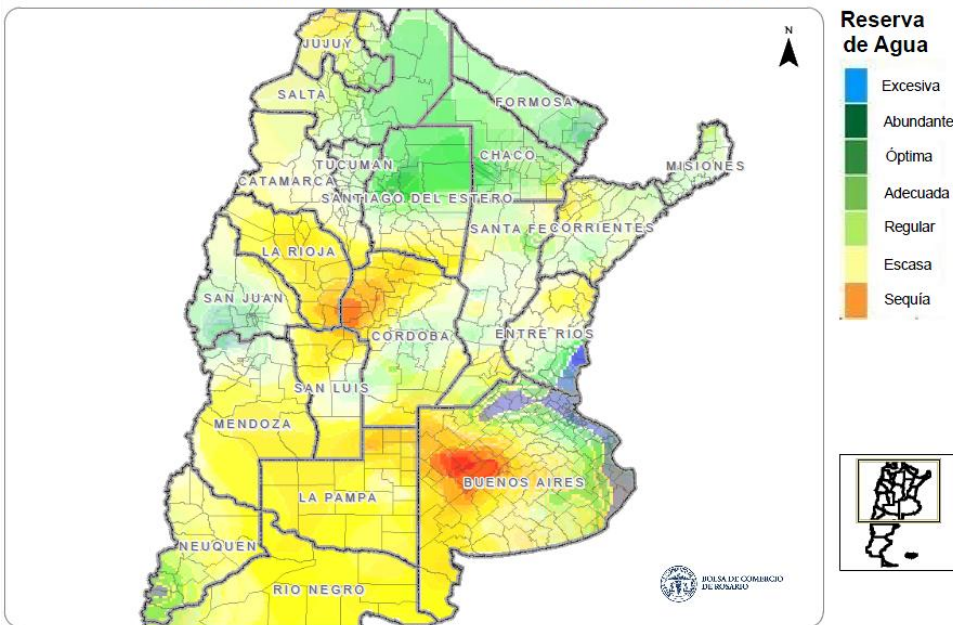 Reserva
de Agua
N
Excesiva
Abundante
Óptima
Adecuada
Regular
Escasa
Sequía
JUJUY
SALTA
FORMOSA
CHACO
TUCUMAN
MISIONES
CATAMARCA
SANTIAGO DEL ESTERO
SANTA FE
CORRIENTES
LA RIOJA
SAN JUAN
CORDOBA
ENTRE RIOS
SAN LUIS
MENDOZA
BUENOS AIRES
LA PAMPA
NEUQUEN
RIO NEGRO
BOLSA DE COMERCIO
DE ROSARIO